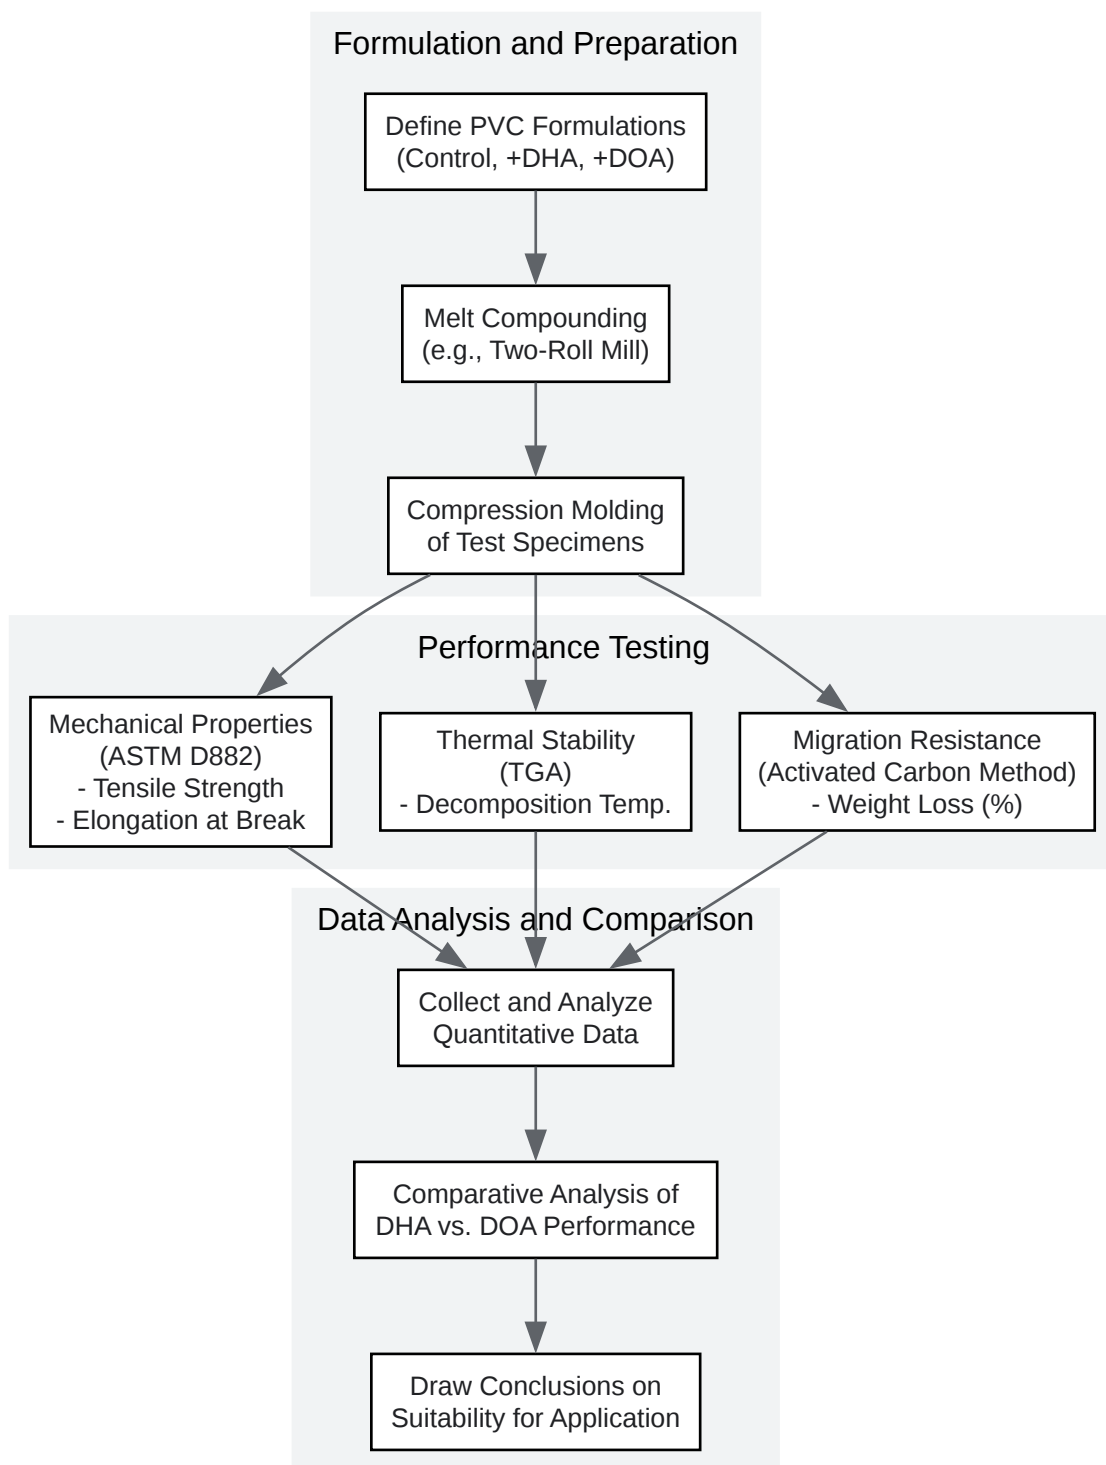 Formulation and Preparation
Define PVC Formulations
(Control, +DHA, +DOA)
Melt Compounding
(e.g., Two-Roll Mill)
Compression Molding
of Test Specimens
Performance Testing
Mechanical Properties
(ASTM D882)
- Tensile Strength
- Elongation at Break
Thermal Stability
(TGA)
- Decomposition Temp.
Migration Resistance
(Activated Carbon Method)
- Weight Loss (%)
Data Analysis and Comparison
Collect and Analyze
Quantitative Data
Comparative Analysis of
DHA vs. DOA Performance
Draw Conclusions on
Suitability for Application